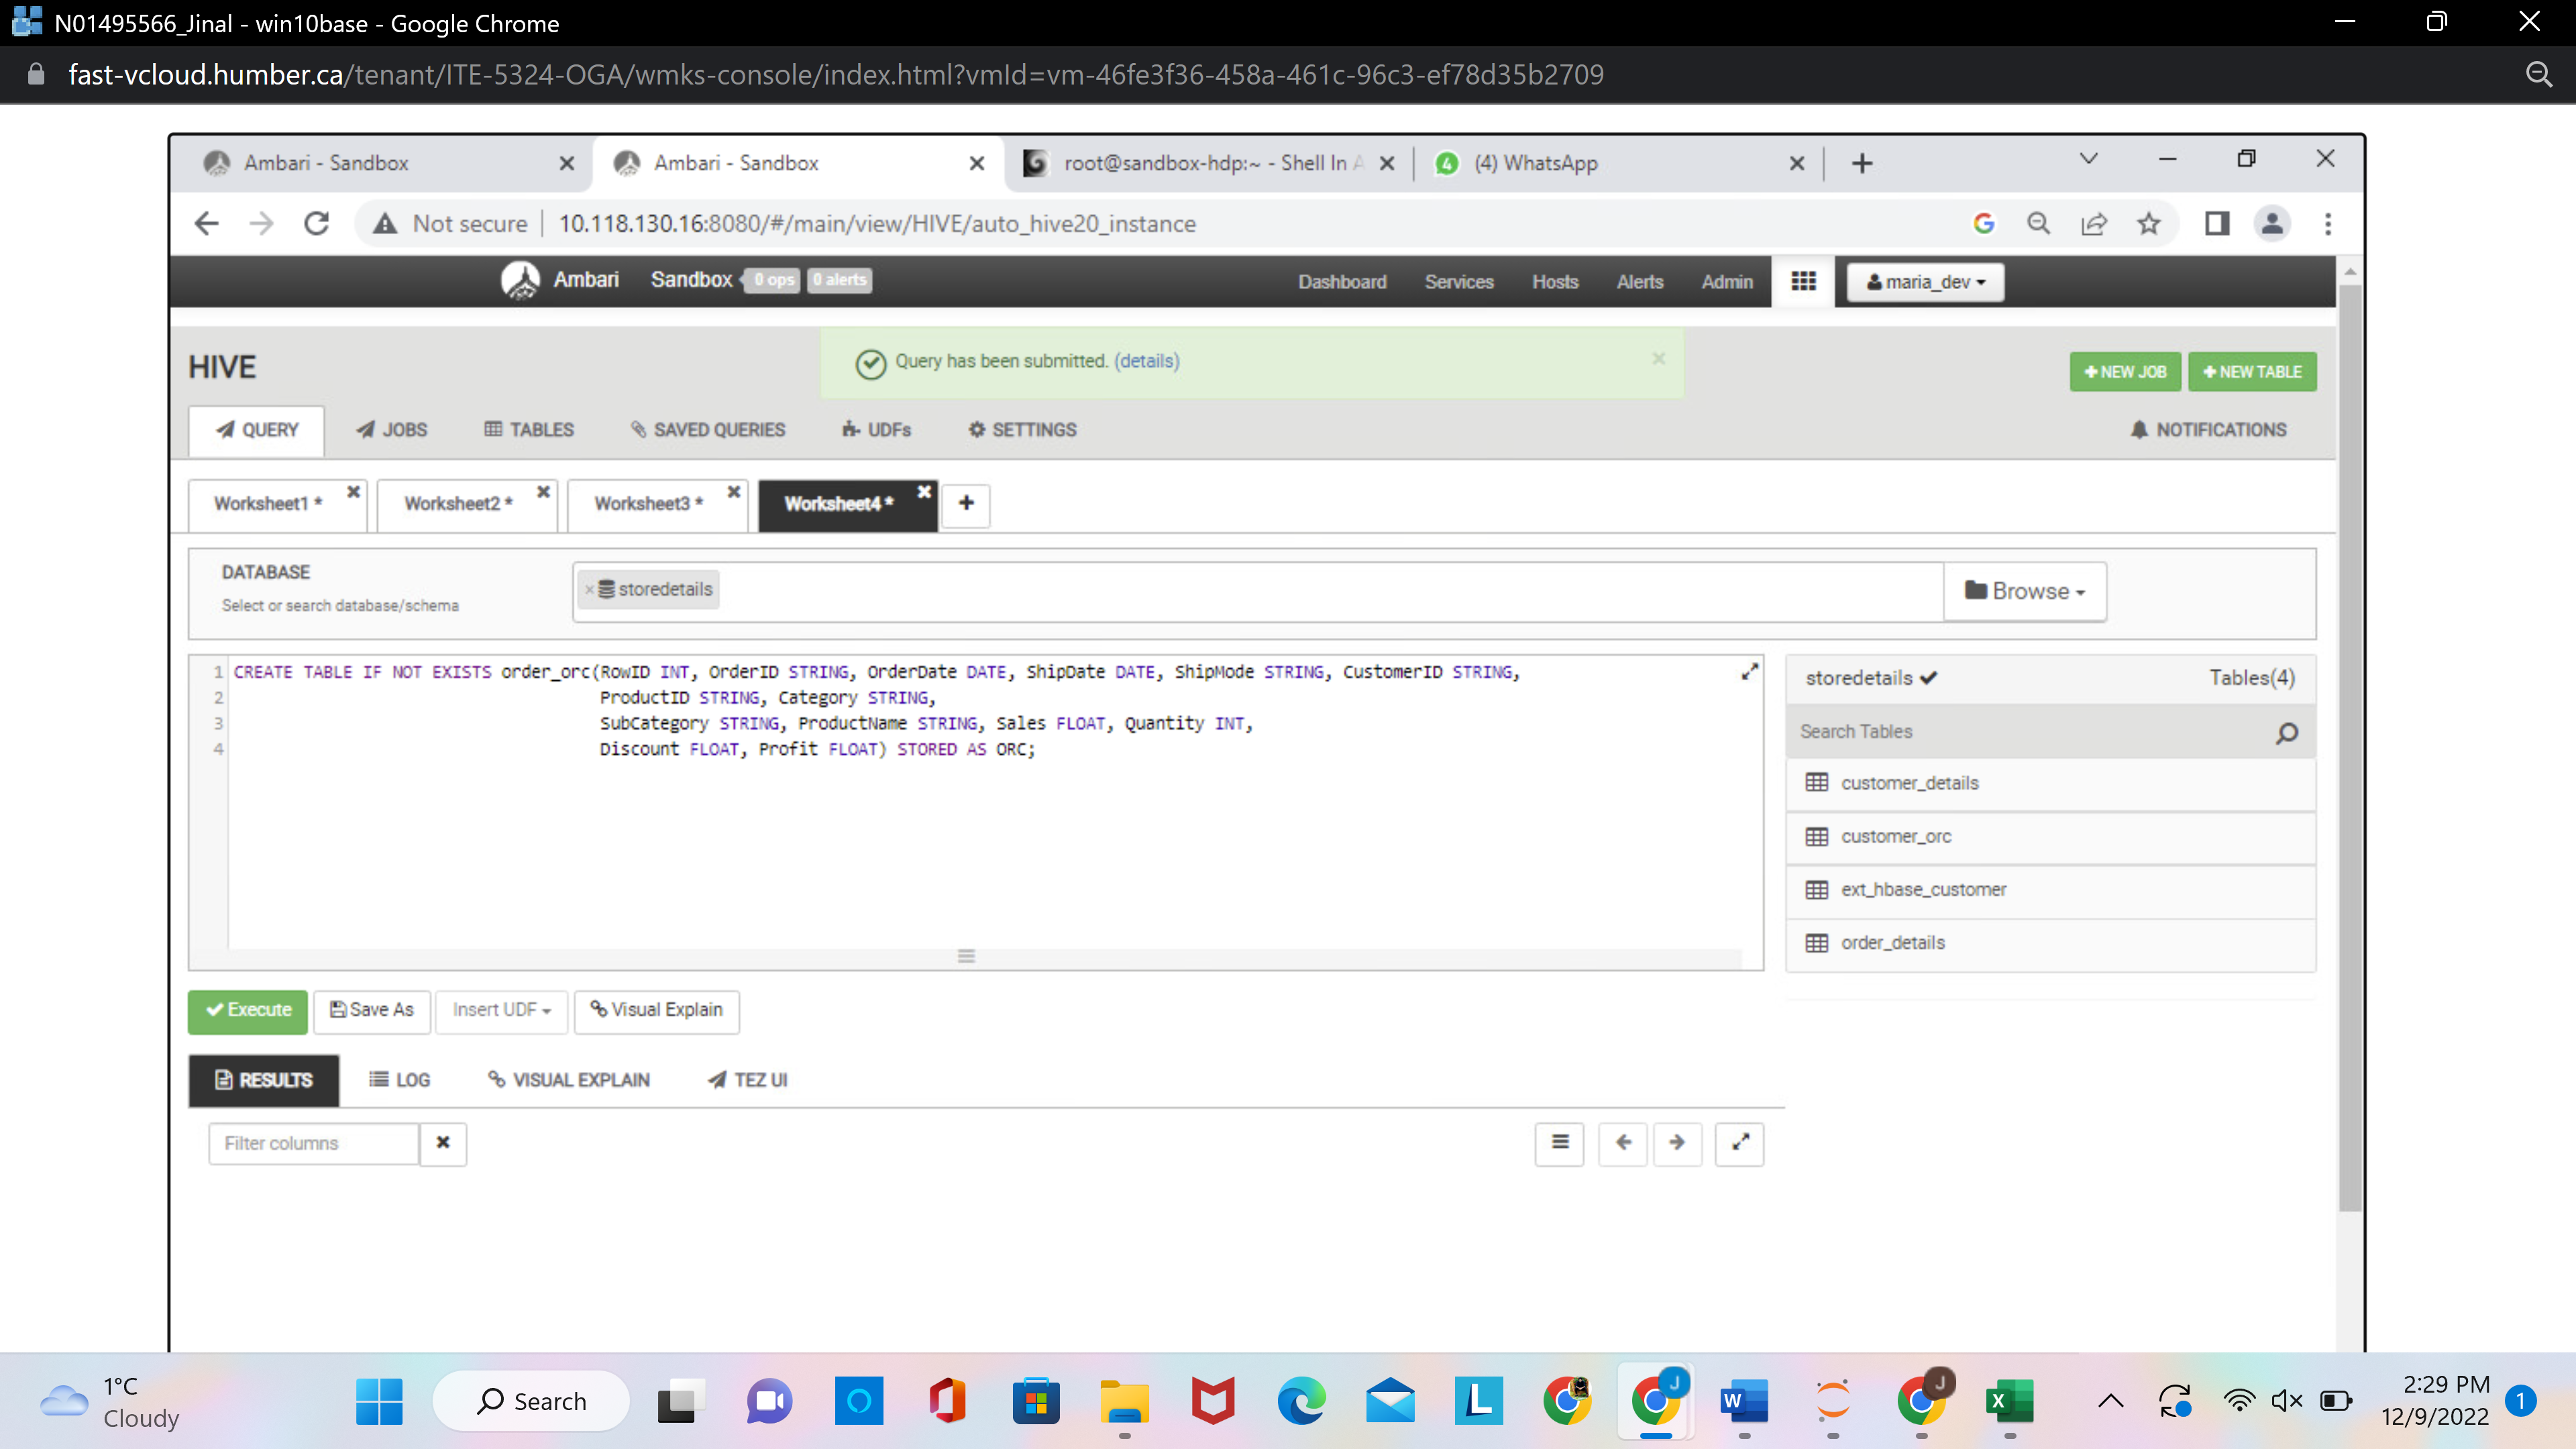 N01495566_Jinal - win10base - Google Chrome
fast-vcloud.humber.ca/tenant/ITE-5324-OGA/wmks-console/index.html?vmId=vm-46fe3f36-458a-461c-96c3-ef78d35b2709
Ambari - Sandbox
Ambari - Sandbox
root@sandbox-hdp:~ - Shell In A
4 (4) WhatsApp
Not secure 10.118.130.16:8080/#/main/view/HIVE/auto_hive20_instance
Ambari Sandbox 0 ops 0 alerts Dashboard Services Hosts Alerts Admin maria_dev
HIVE
Query has been submitted. (details)
NEW JOB NEW TABLE
QUERY JOBS TABLES SAVED QUERIES UDFs SETTINGS NOTIFICATIONS
Worksheet1 * Worksheet2 * Worksheet3 * Worksheet4 *
DATABASE
Select or search database/schema
storedetails
Browse
1 CREATE TABLE IF NOT EXISTS order_orc(RowID INT, OrderID STRING, OrderDate DATE, ShipDate DATE, ShipMode STRING, CustomerID STRING,
2 ProductID STRING, Category STRING,
3 SubCategory STRING, ProductName STRING, Sales FLOAT, Quantity INT,
4 Discount FLOAT, Profit FLOAT) STORED AS ORC;
storedetails Tables(4)
Search Tables
customer_details
customer_orc
ext_hbase_customer
order_details
Execute Save As Insert UDF Visual Explain
RESULTS LOG VISUAL EXPLAIN TEZ UI
Filter columns
1°C
Cloudy
Search
J
J
2:29 PM
12/9/2022
1